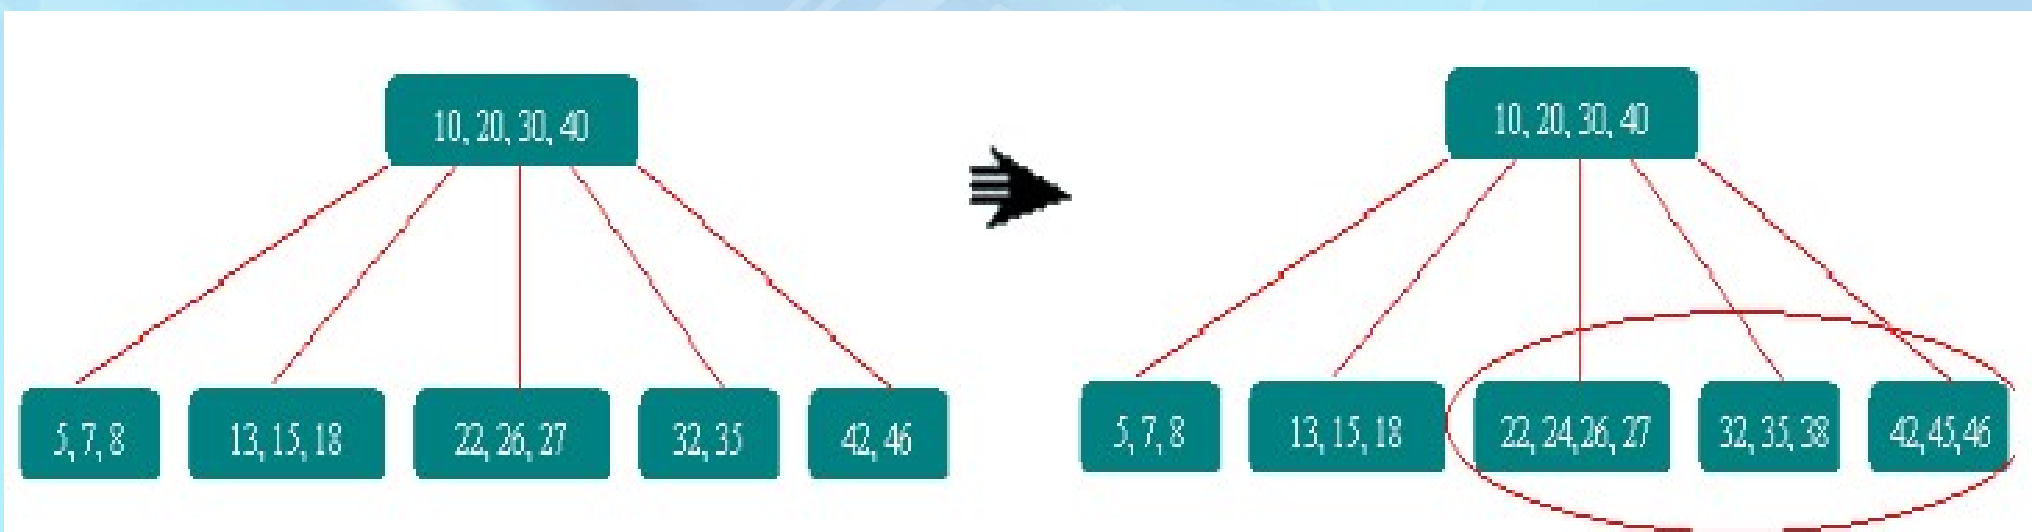 10, 20, 30, 40
5, 7, 8
13, 15, 18
22, 26, 27
32, 35
42, 46
10, 20, 30, 40
5, 7, 8
13, 15, 18
22, 24,26, 27
32, 35, 38
42,45,46